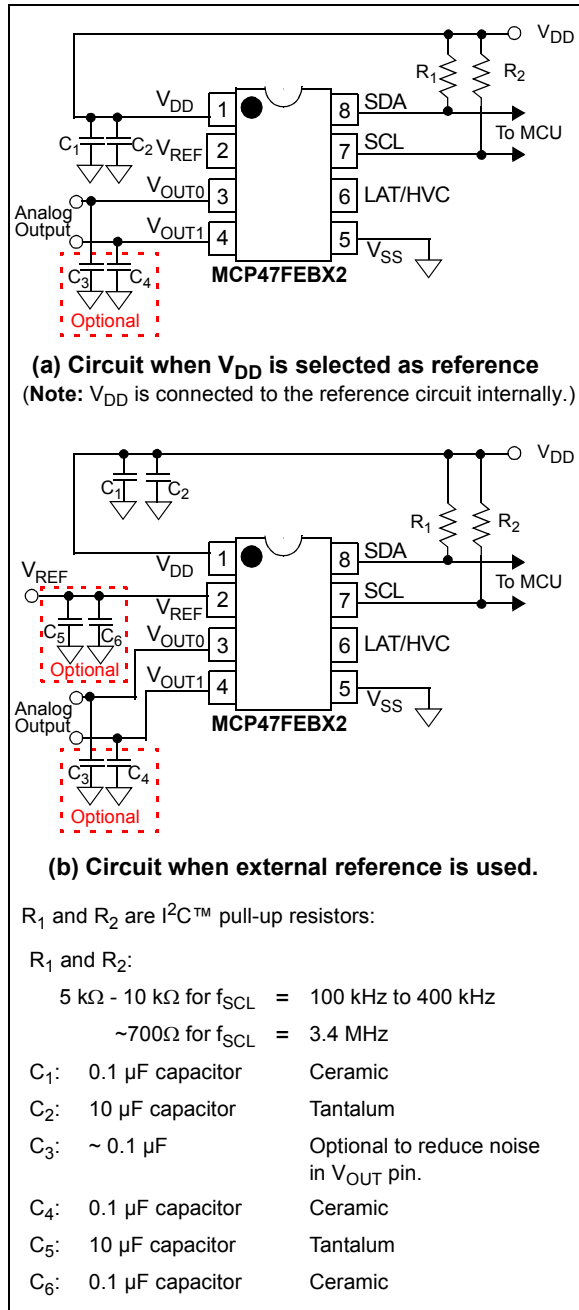 V_DD
R_1 R_2
V_DD 1 8 SDA
To MCU
C_1 C_2 V_REF 2 7 SCL
V_OUT0 3 6 LAT/HVC
Analog
Output
V_OUT1 4 5 V_SS
C_3 C_4
MCP47FEBX2
Optional
(a) Circuit when V_DD is selected as reference
(Note: V_DD is connected to the reference circuit internally.)
V_DD
C_1 C_2
R_1 R_2
V_DD 1 8 SDA
To MCU
V_REF
V_REF 2 7 SCL
C_5 C_6
V_OUT0 3 6 LAT/HVC
Optional
V_OUT1 4 5 V_SS
Analog
Output
MCP47FEBX2
C_3 C_4
Optional
(b) Circuit when external reference is used.
R_1 and R_2 are I^2C™ pull-up resistors:
R_1 and R_2:
5 kΩ - 10 kΩ for f_SCL = 100 kHz to 400 kHz
~700Ω for f_SCL = 3.4 MHz
C_1: 0.1 µF capacitor Ceramic
C_2: 10 µF capacitor Tantalum
C_3: ~ 0.1 µF Optional to reduce noise
in V_OUT pin.
C_4: 0.1 µF capacitor Ceramic
C_5: 10 µF capacitor Tantalum
C_6: 0.1 µF capacitor Ceramic